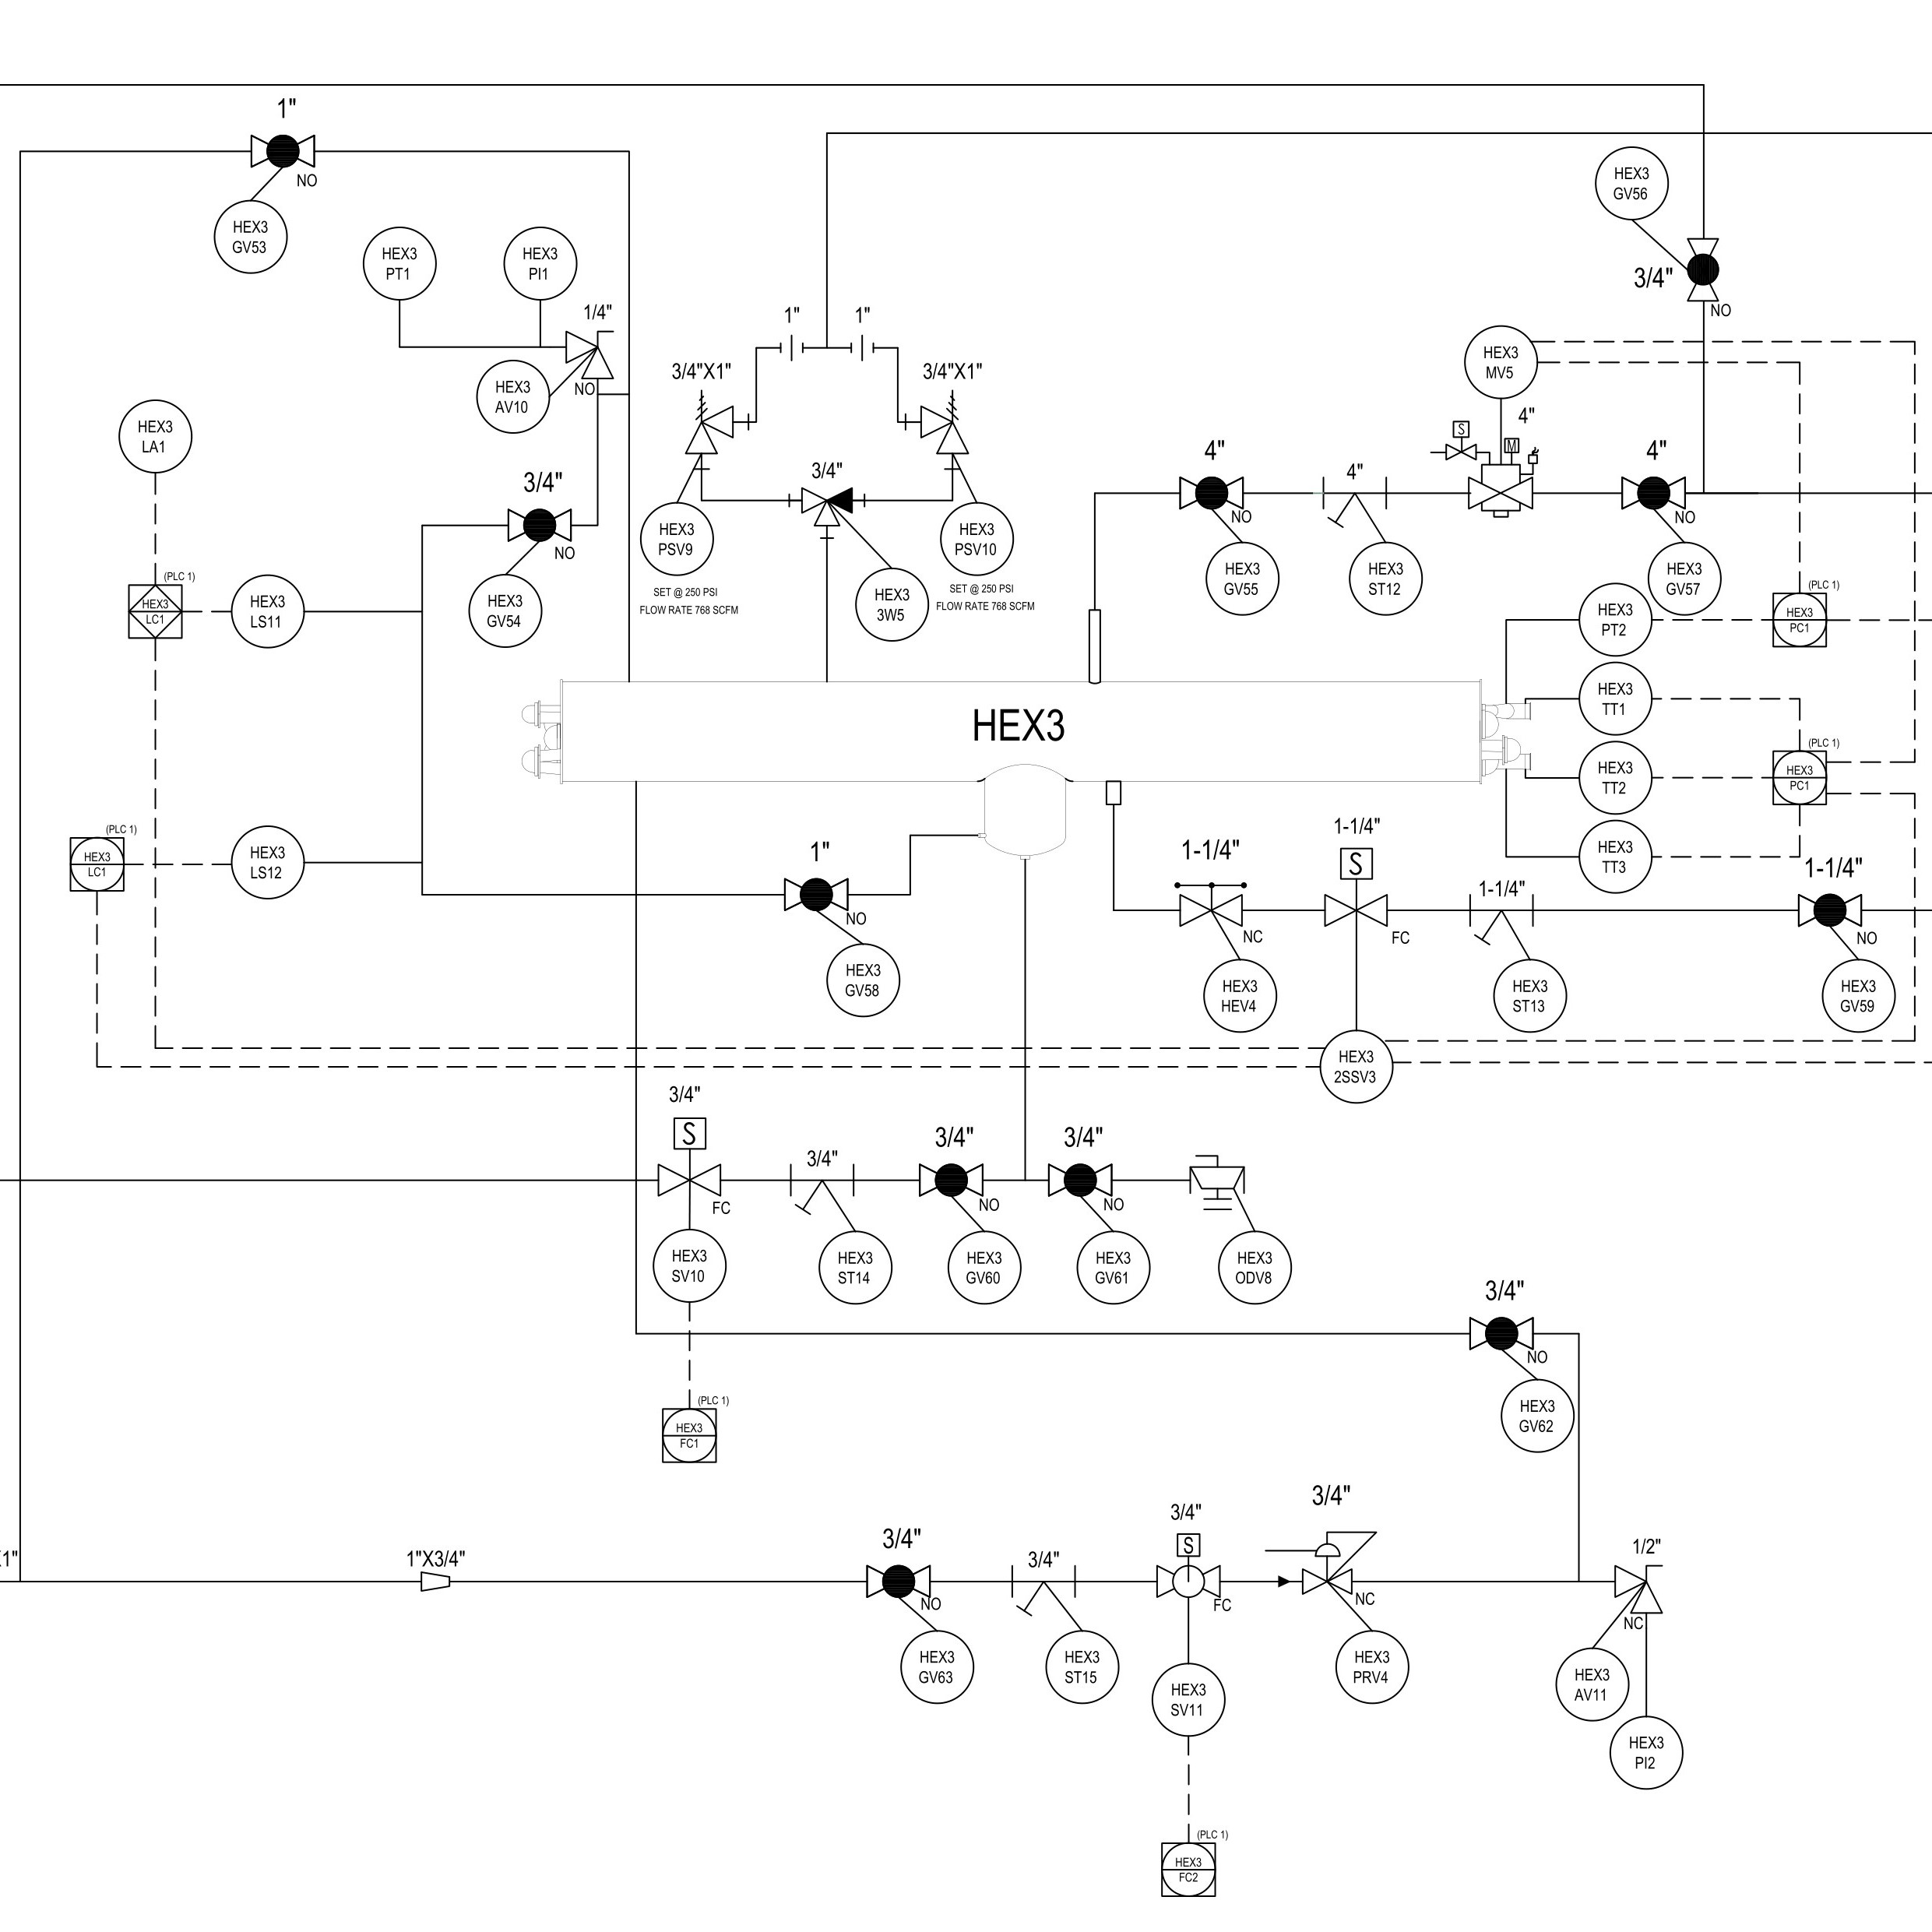 1"
NO
HEX3
GV53
HEX3
PT1
HEX3
PI1
1/4"
HEX3
AV10
NO
HEX3
LA1
3/4"
NO
HEX3
GV54
(PLC 1)
HEX3
LC1
HEX3
LS11
(PLC 1)
HEX3
LC1
HEX3
LS12
1"
1"
3/4"X1"
3/4"X1"
3/4"
HEX3
PSV9
SET @ 250 PSI
FLOW RATE 768 SCFM
HEX3
3W5
HEX3
PSV10
SET @ 250 PSI
FLOW RATE 768 SCFM
HEX3
GV56
3/4"
NO
HEX3
MV5
4"
S
M
4"
NO
HEX3
GV55
4"
HEX3
ST12
4"
NO
HEX3
GV57
HEX3
PT2
(PLC 1)
HEX3
PC1
HEX3
TT1
HEX3
TT2
(PLC 1)
HEX3
PC1
HEX3
TT3
HEX3
1"
NO
HEX3
GV58
1-1/4"
NC
HEX3
HEV4
1-1/4"
S
FC
HEX3
2SSV3
1-1/4"
HEX3
ST13
1-1/4"
NO
HEX3
GV59
3/4"
S
FC
HEX3
SV10
(PLC 1)
HEX3
FC1
3/4"
HEX3
ST14
3/4"
NO
HEX3
GV60
3/4"
NO
HEX3
GV61
HEX3
ODV8
3/4"
NO
HEX3
GV62
1"
1"X3/4"
3/4"
NO
HEX3
GV63
3/4"
HEX3
ST15
3/4"
S
FC
HEX3
SV11
(PLC 1)
HEX3
FC2
3/4"
NC
HEX3
PRV4
1/2"
NC
HEX3
AV11
HEX3
PI2